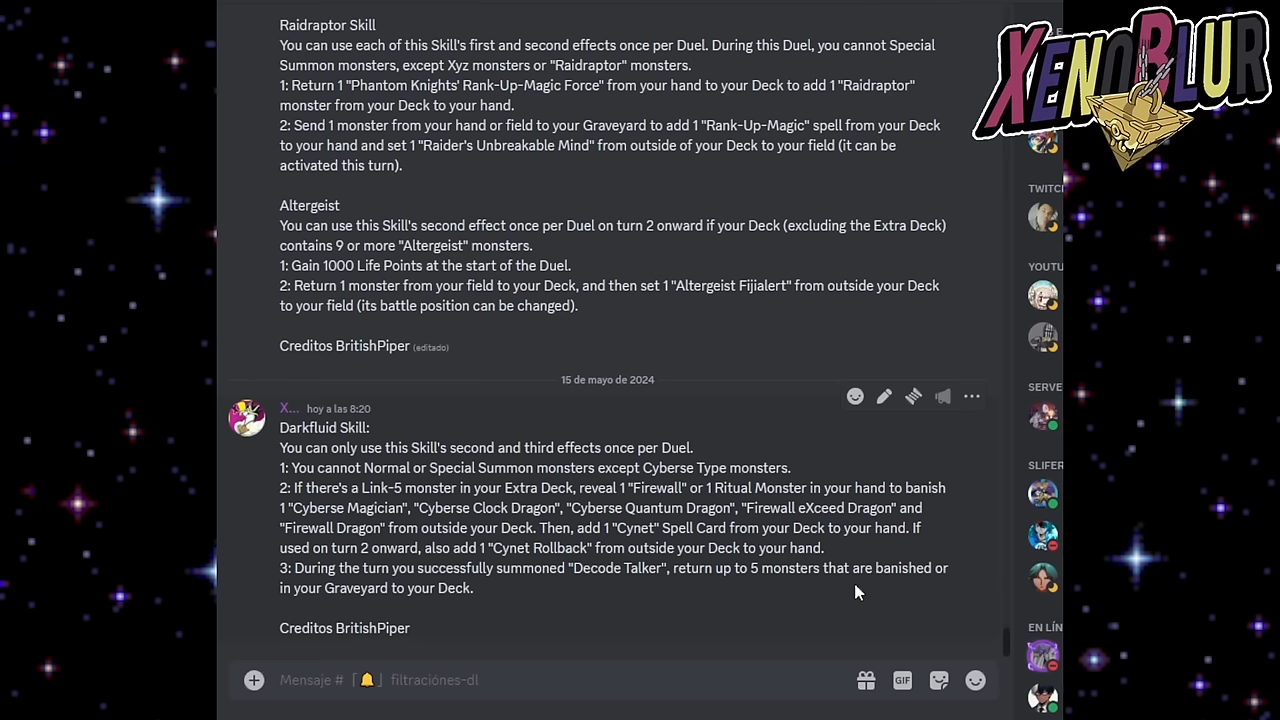 Raidraptor Skill
You can use each of this Skill's first and second effects once per Duel. During this Duel, you cannot Special
Summon monsters, except Xyz monsters or "Raidraptor" monsters.
1: Return 1 "Phantom Knights' Rank-Up-Magic Force" from your hand to your Deck to add 1 "Raidraptor"
monster from your Deck to your hand.
2: Send 1 monster from your hand or field to your Graveyard to add 1 "Rank-Up-Magic" spell from your Deck
to your hand and set 1 "Raider's Unbreakable Mind" from outside of your Deck to your field (it can be
activated this turn).
Altergeist
You can use this Skill's second effect once per Duel on turn 2 onward if your Deck (excluding the Extra Deck)
contains 9 or more "Altergeist" monsters.
1: Gain 1000 Life Points at the start of the Duel.
2: Return 1 monster from your field to your Deck, and then set 1 "Altergeist Fijialert" from outside your Deck
to your field (its battle position can be changed).
Creditos BritishPiper (editado)
15 de mayo de 2024
X... hoy a las 8:20
Darkfluid Skill:
You can only use this Skill's second and third effects once per Duel.
1: You cannot Normal or Special Summon monsters except Cyberse Type monsters.
2: If there's a Link-5 monster in your Extra Deck, reveal 1 "Firewall" or 1 Ritual Monster in your hand to banish
1 "Cyberse Magician", "Cyberse Clock Dragon", "Cyberse Quantum Dragon", "Firewall eXceed Dragon" and
"Firewall Dragon" from outside your Deck. Then, add 1 "Cynet" Spell Card from your Deck to your hand. If
used on turn 2 onward, also add 1 "Cynet Rollback" from outside your Deck to your hand.
3: During the turn you successfully summoned "Decode Talker", return up to 5 monsters that are banished or
in your Graveyard to your Deck.
Creditos BritishPiper
Mensaje # 「🔔」filtraciónes-dl
GIF
XENOBLUR
TWITC
YOUTU
SERVE
SLIFER
EN LÍN